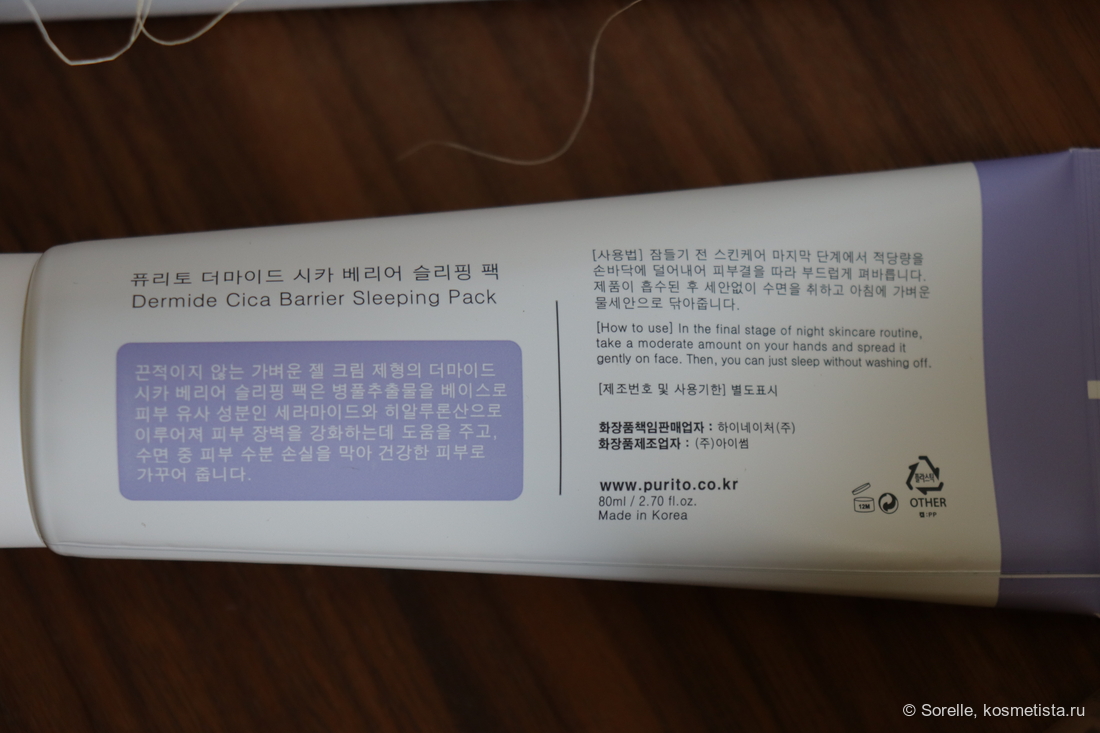 퓨리토 더마이드 시카 베리어 슬리핑 팩
Dermide Cica Barrier Sleeping Pack
끈적이지 않는 가벼운 젤 크림 제형의 더마이드
시카 베리어 슬리핑 팩은 병풀추출물을 베이스로
피부 유사 성분인 세라마이드와 히알루론산으로
이루어져 피부 장벽을 강화하는데 도움을 주고,
수면 중 피부 수분 손실을 막아 건강한 피부로
가꾸어 줍니다.
[사용법] 잠들기 전 스킨케어 마지막 단계에서 적당량을
손바닥에 덜어내어 피부결을 따라 부드럽게 펴바릅니다.
제품이 흡수된 후 세안없이 수면을 취하고 아침에 가벼운
물세안으로 닦아줍니다.
[How to use] In the final stage of night skincare routine,
take a moderate amount on your hands and spread it
gently on face. Then, you can just sleep without washing off.
[제조번호 및 사용기한] 별도표시
화장품책임판매업자 : 하이네이처(주)
화장품제조업자 : (주)아이썸
www.purito.co.kr
80ml / 2.70 fl.oz.
Made in Korea
12M
플라스틱
OTHER
캡:PP
© Sorelle, kosmetista.ru